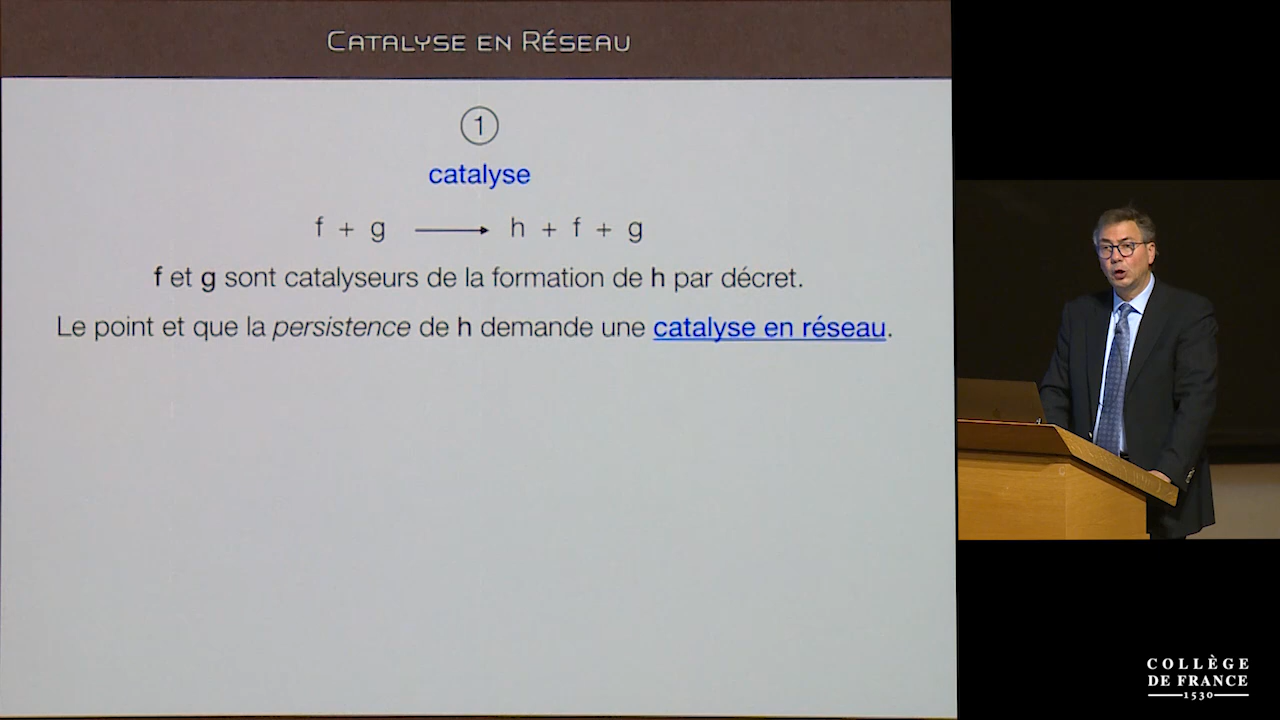 Catalyse en Réseau
1
catalyse
f + g ⟶ h + f + g
f et g sont catalyseurs de la formation de h par décret.
Le point et que la persistence de h demande une catalyse en réseau.
COLLÈGE
DE FRANCE
1530